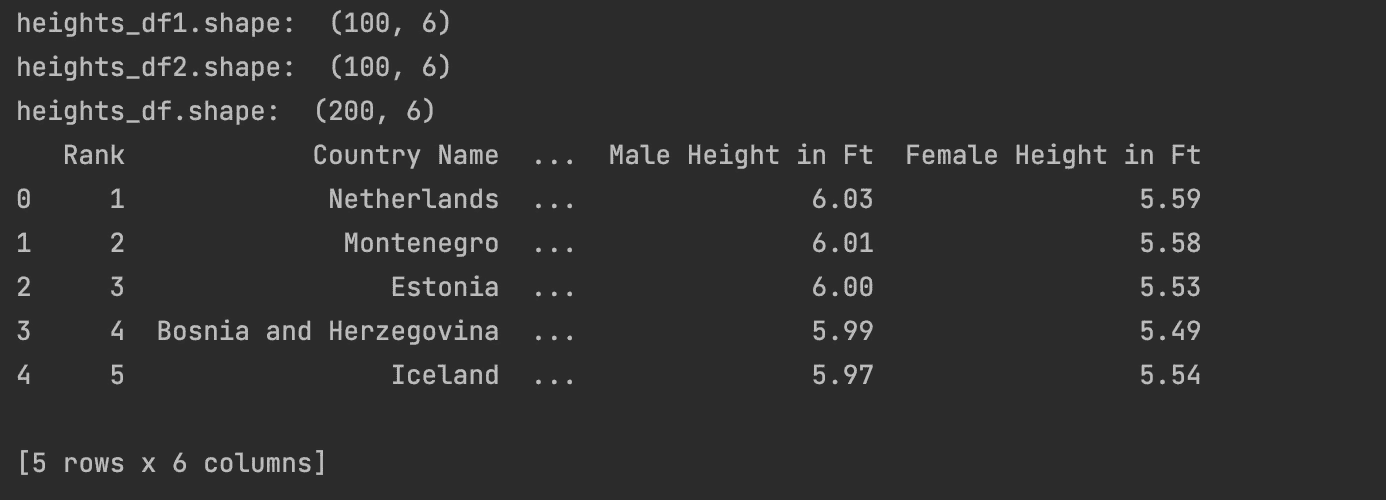 heights_df1.shape:  (100, 6)
heights_df2.shape:  (100, 6)
heights_df.shape:  (200, 6)
   Rank            Country Name  ...  Male Height in Ft  Female Height in Ft
0     1             Netherlands  ...               6.03                 5.59
1     2              Montenegro  ...               6.01                 5.58
2     3                 Estonia  ...               6.00                 5.53
3     4  Bosnia and Herzegovina  ...               5.99                 5.49
4     5                 Iceland  ...               5.97                 5.54
[5 rows x 6 columns]